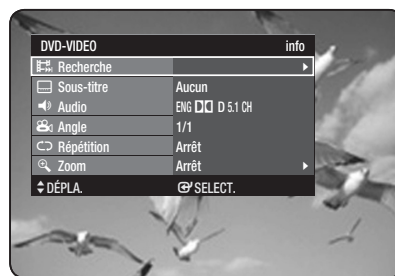 DVD-VIDEO info
Recherche
Sous-titre Aucun
Audio ENG D 5.1 CH
Angle 1/1
Répétition Arrêt
Zoom Arrêt
DÉPLA. SELECT.